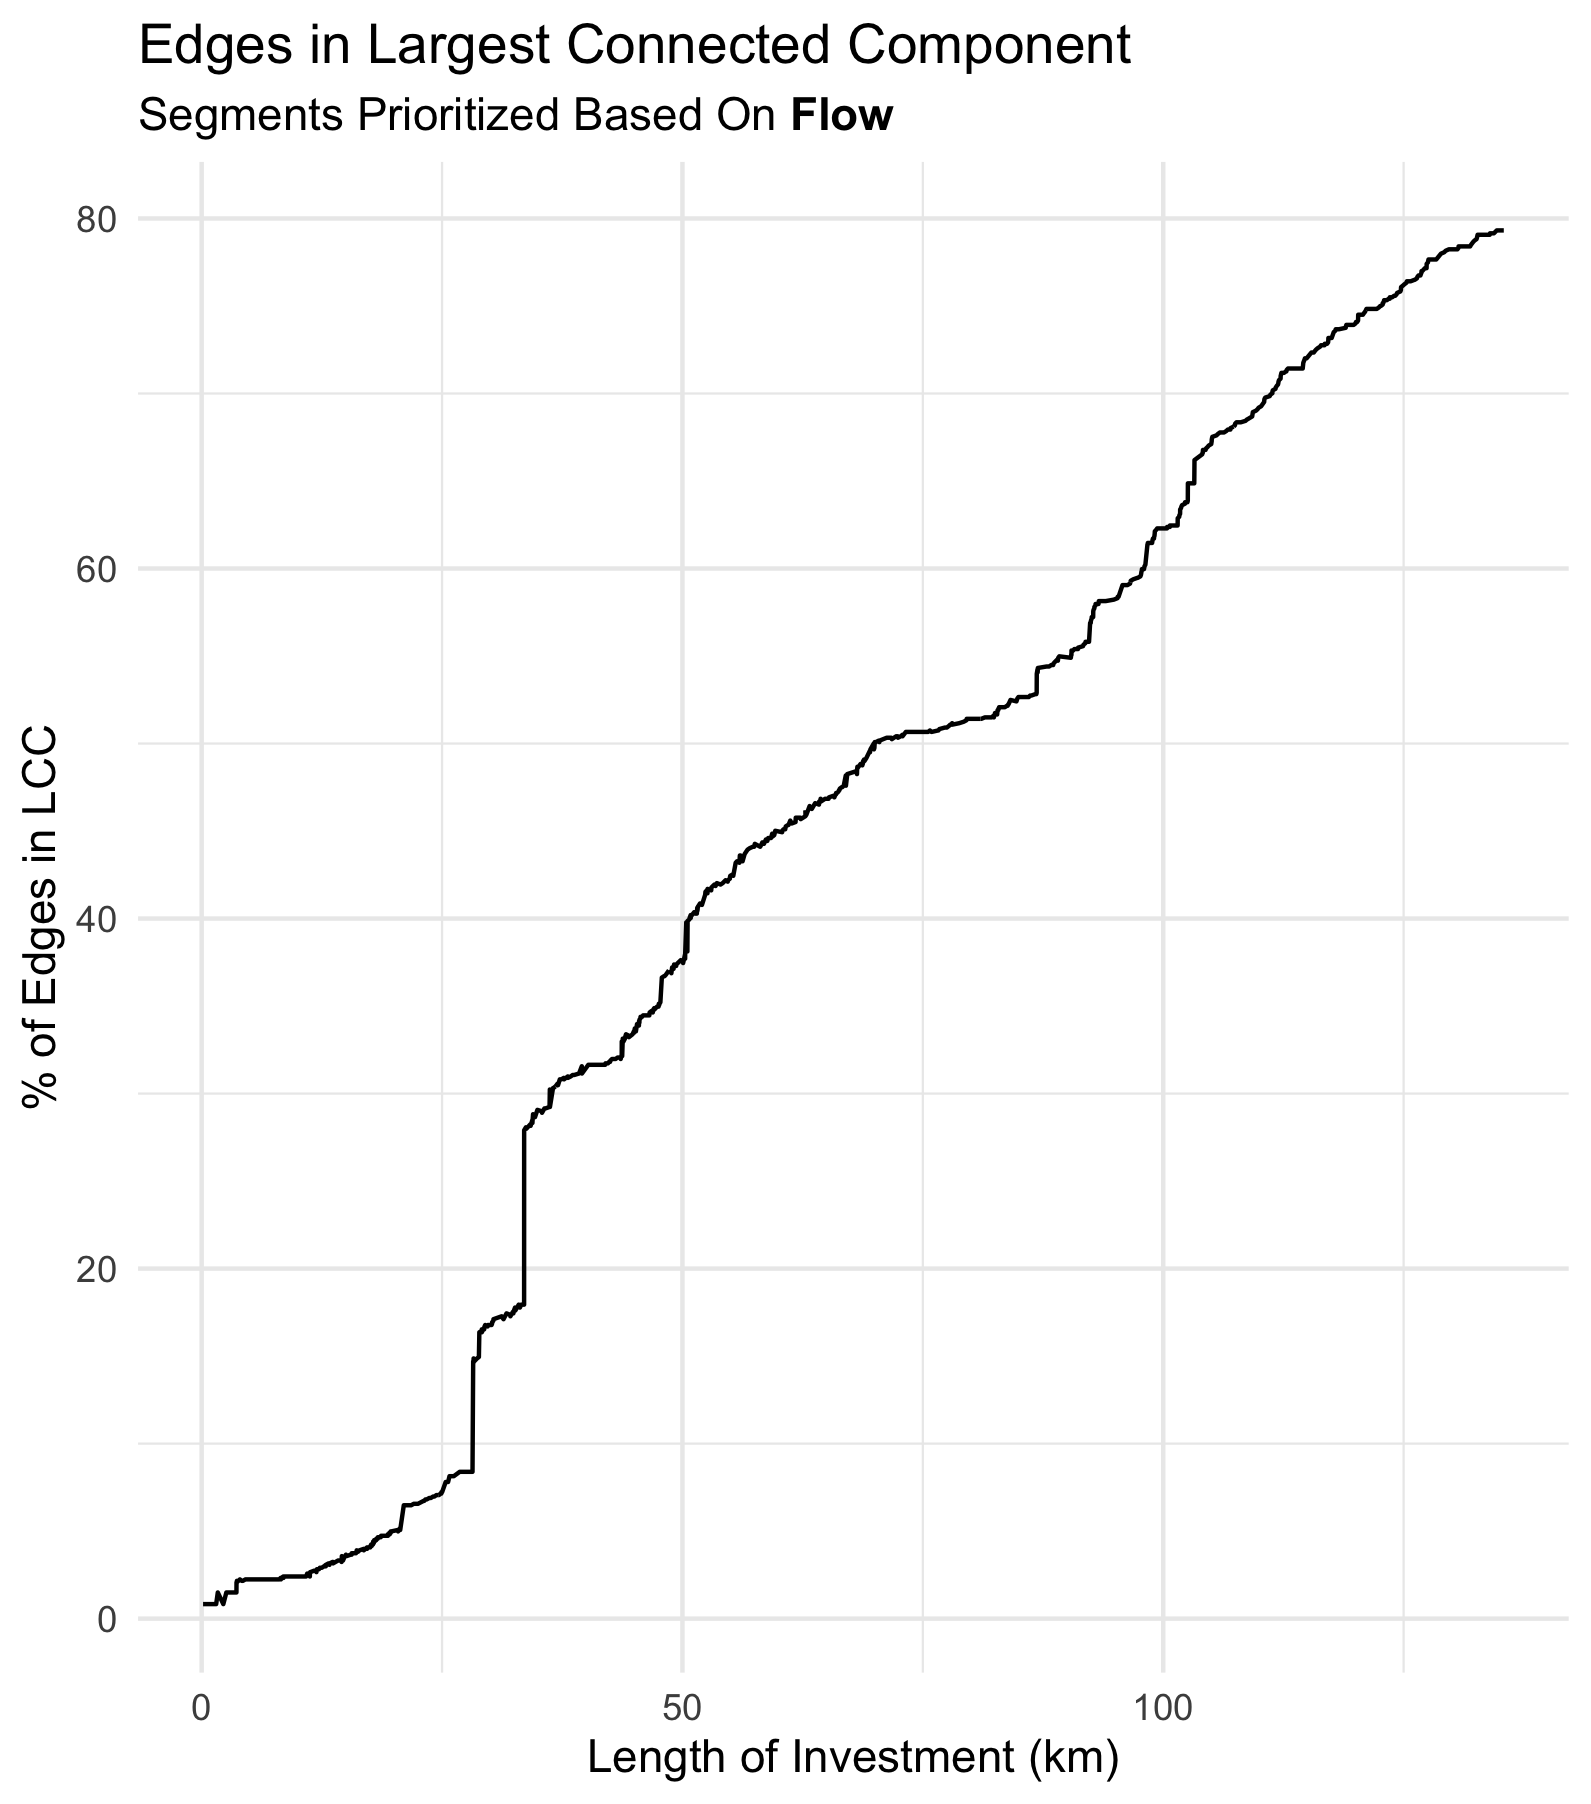 Edges in Largest Connected Component
Segments Prioritized Based On Flow
% of Edges in LCC
80
60
40
20
0
0 50 100
Length of Investment (km)